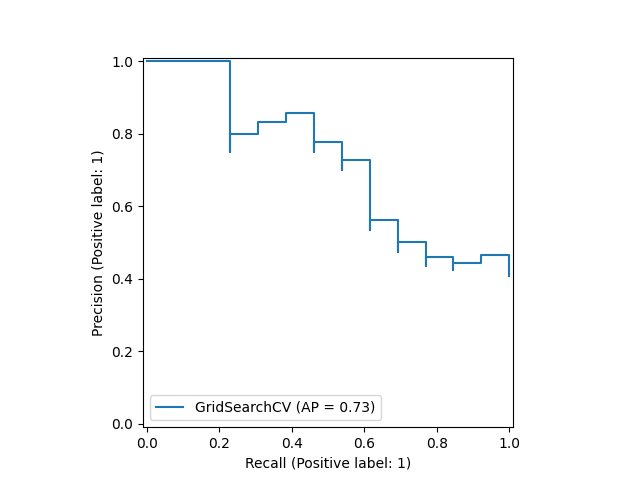 1.0
0.8
0.6
0.4
0.2
0.0
Precision (Positive label: 1)
GridSearchCV (AP = 0.73)
0.0 0.2 0.4 0.6 0.8 1.0
Recall (Positive label: 1)